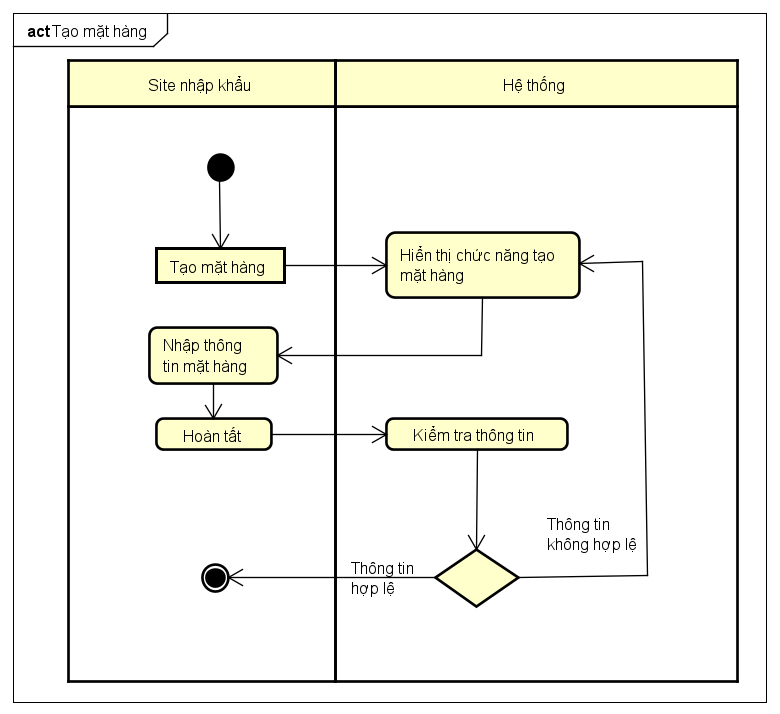 act Tạo mặt hàng
Site nhập khẩu
Hệ thống
Tạo mặt hàng
Hiển thị chức năng tạo
mặt hàng
Nhập thông
tin mặt hàng
Hoàn tất
Kiểm tra thông tin
Thông tin
không hợp lệ
Thông tin
hợp lệ